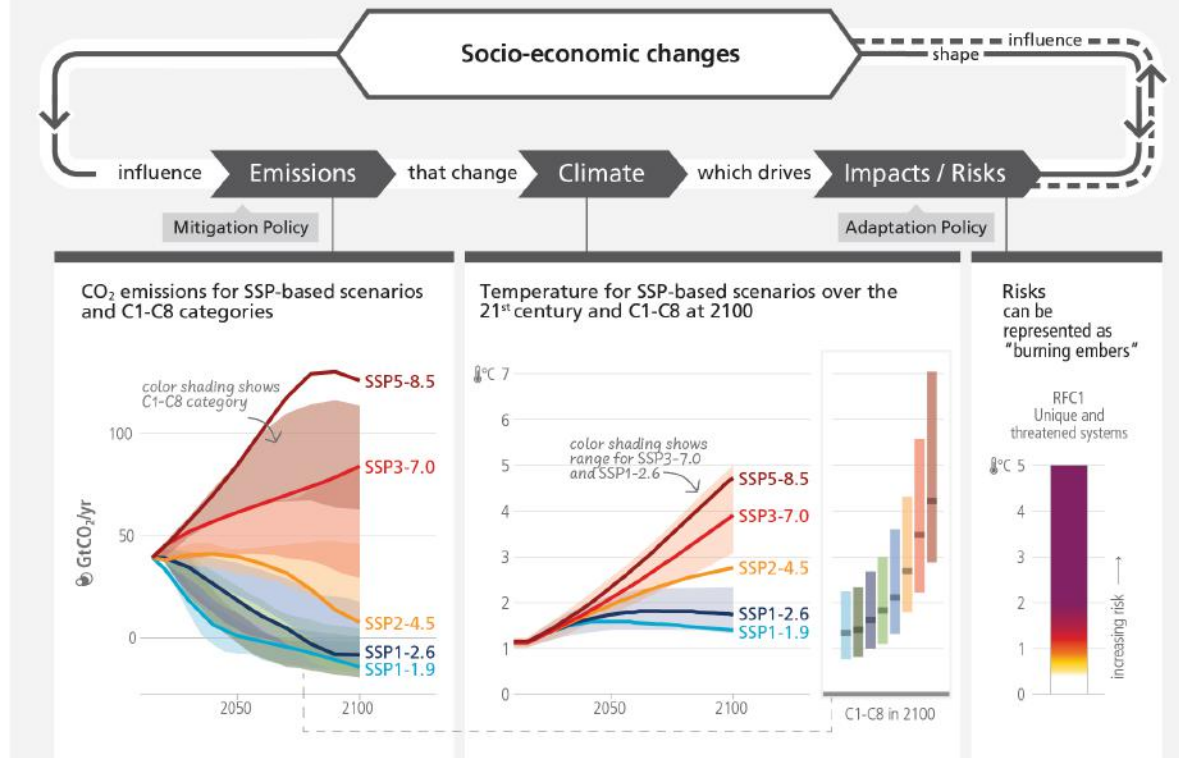 Socio-economic changes
influence
shape
influence
Emissions
that change
Climate
which drives
Impacts / Risks
Mitigation Policy
Adaptation Policy
CO₂ emissions for SSP-based scenarios
and C1-C8 categories
color shading shows
C1-C8 category
GtCO₂/yr
100
50
0
2050
2100
SSP5-8.5
SSP3-7.0
SSP2-4.5
SSP1-2.6
SSP1-1.9
Temperature for SSP-based scenarios over the
21st century and C1-C8 at 2100
°C 7
6
5
4
3
2
1
0
color shading shows
range for SSP3-7.0
and SSP1-2.6
SSP5-8.5
SSP3-7.0
SSP2-4.5
SSP1-2.6
SSP1-1.9
2050
2100
C1-C8 in 2100
Risks
can be
represented as
"burning embers"
RFC1
Unique and
threatened systems
°C 5
4
3
2
1
0
increasing risk